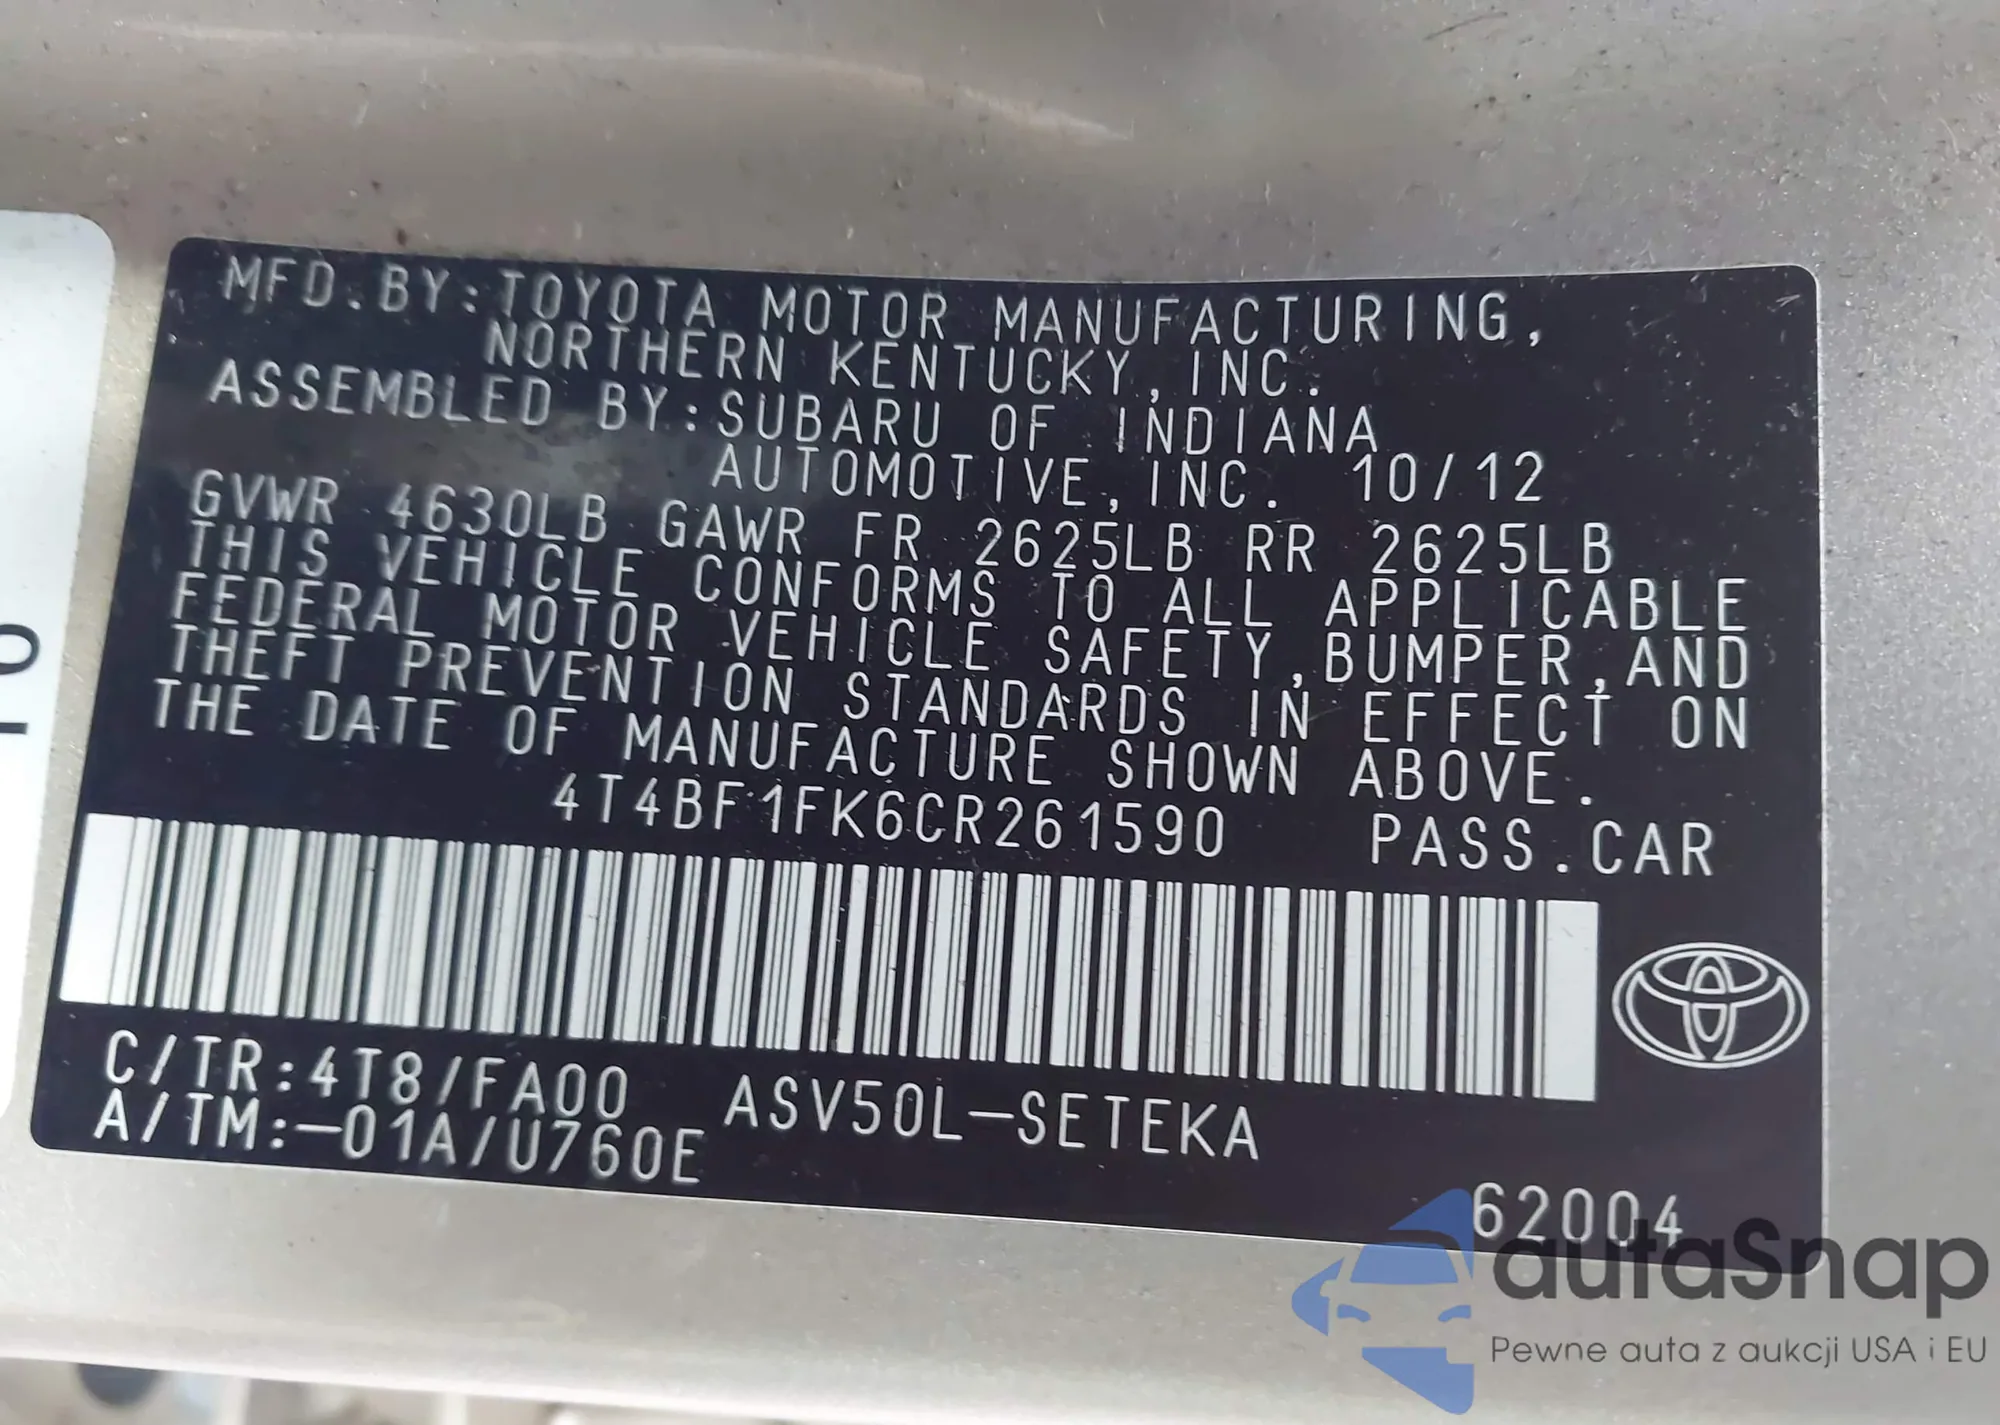 MFD.BY:TOYOTA MOTOR MANUFACTURING,
NORTHERN KENTUCKY,INC.
ASSEMBLED BY:SUBARU OF INDIANA
AUTOMOTIVE,INC. 10/12
GVWR 4630LB GAWR FR 2625LB RR 2625LB
THIS VEHICLE CONFORMS TO ALL APPLICABLE
FEDERAL MOTOR VEHICLE SAFETY,BUMPER,AND
THEFT PREVENTION STANDARDS IN EFFECT ON
THE DATE OF MANUFACTURE SHOWN ABOVE.
4T4BF1FK6CR261590 PASS.CAR
C/TR:4T8/FA00 ASV50L-SETEKA
A/TM:-01A/U760E
62004
autaSnap
Pewne auta z aukcji USA i EU